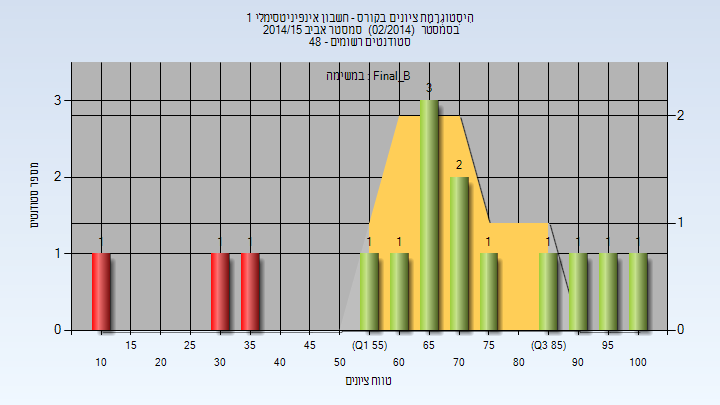 היסטוגרמת ציונים בקורס - חשבון אינפיניטסימלי 1
בסמסטר (02/2014) סמסטר אביב 2014/15
סטודנטים רשומים - 48
במשימה : Final_B
מספר סטודנטים
3
2
1
0
2
1
0
1
1
1
1
1
3
2
1
1
1
1
1
15 25 35 45 (Q1 55) 65 75 (Q3 85) 95
10 20 30 40 50 60 70 80 90 100
טווח ציונים